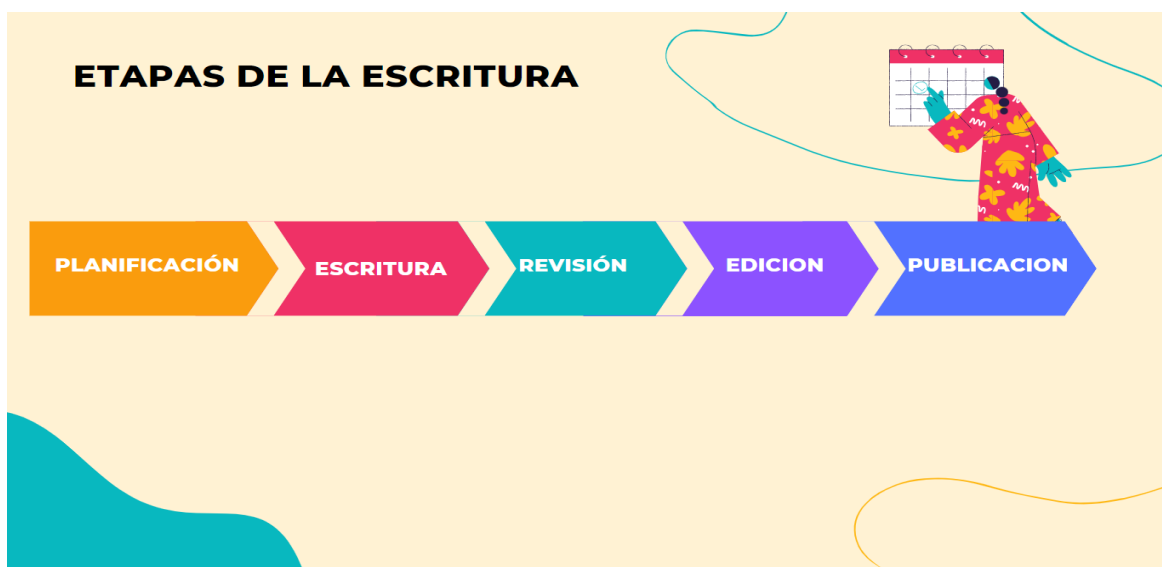 ETAPAS DE LA ESCRITURA
PLANIFICACIÓN
ESCRITURA
REVISIÓN
EDICION
PUBLICACION